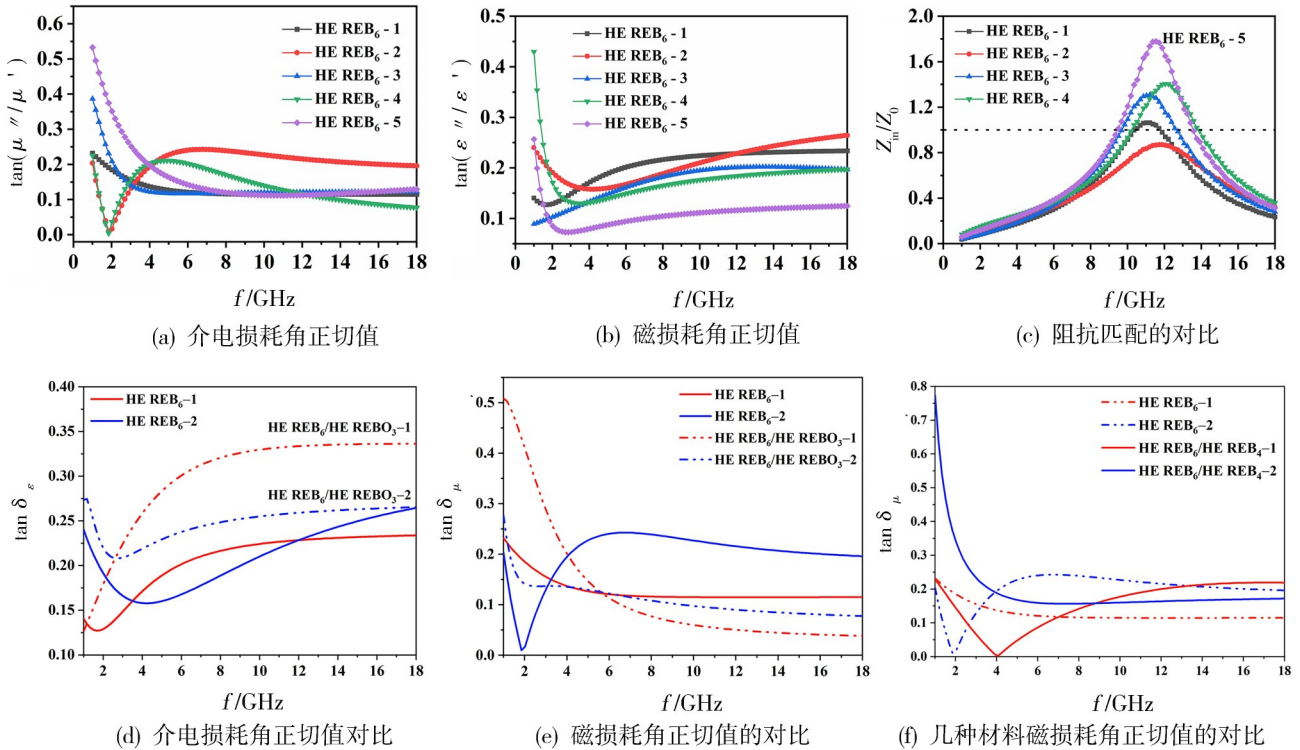 0.6
0.5
0.4
0.3
0.2
0.1
0.0
tan(μ″/μ′)
HE REB₆ - 1
HE REB₆ - 2
HE REB₆ - 3
HE REB₆ - 4
HE REB₆ - 5
0 2 4 6 8 10 12 14 16 18
f/GHz
(a) 介电损耗角正切值
0.5
0.4
0.3
0.2
0.1
tan(ε″/ε′)
HE REB₆ - 1
HE REB₆ - 2
HE REB₆ - 3
HE REB₆ - 4
HE REB₆ - 5
0 2 4 6 8 10 12 14 16 18
f/GHz
(b) 磁损耗角正切值
2.0
1.6
1.2
0.8
0.4
0.0
Zin/Z₀
HE REB₆ - 1
HE REB₆ - 2
HE REB₆ - 3
HE REB₆ - 4
HE REB₆ - 5
0 2 4 6 8 10 12 14 16 18
f/GHz
(c) 阻抗匹配的对比
0.40
0.35
0.30
0.25
0.20
0.15
0.10
tan δ ε
HE REB₆–1
HE REB₆–2
HE REB₆/HE REBO₃–1
HE REB₆/HE REBO₃–2
2 4 6 8 10 12 14 16 18
f/GHz
(d) 介电损耗角正切值对比
0.5
0.4
0.3
0.2
0.1
0.0
tan δ μ
HE REB₆–1
HE REB₆–2
HE REB₆/HE REBO₃–1
HE REB₆/HE REBO₃–2
2 4 6 8 10 12 14 16 18
f/GHz
(e) 磁损耗角正切值的对比
0.8
0.7
0.6
0.5
0.4
0.3
0.2
0.1
0.0
tan δ μ
HE REB₆–1
HE REB₆–2
HE REB₆/HE REB₄–1
HE REB₆/HE REB₄–2
2 4 6 8 10 12 14 16 18
f/GHz
(f) 几种材料磁损耗角正切值的对比